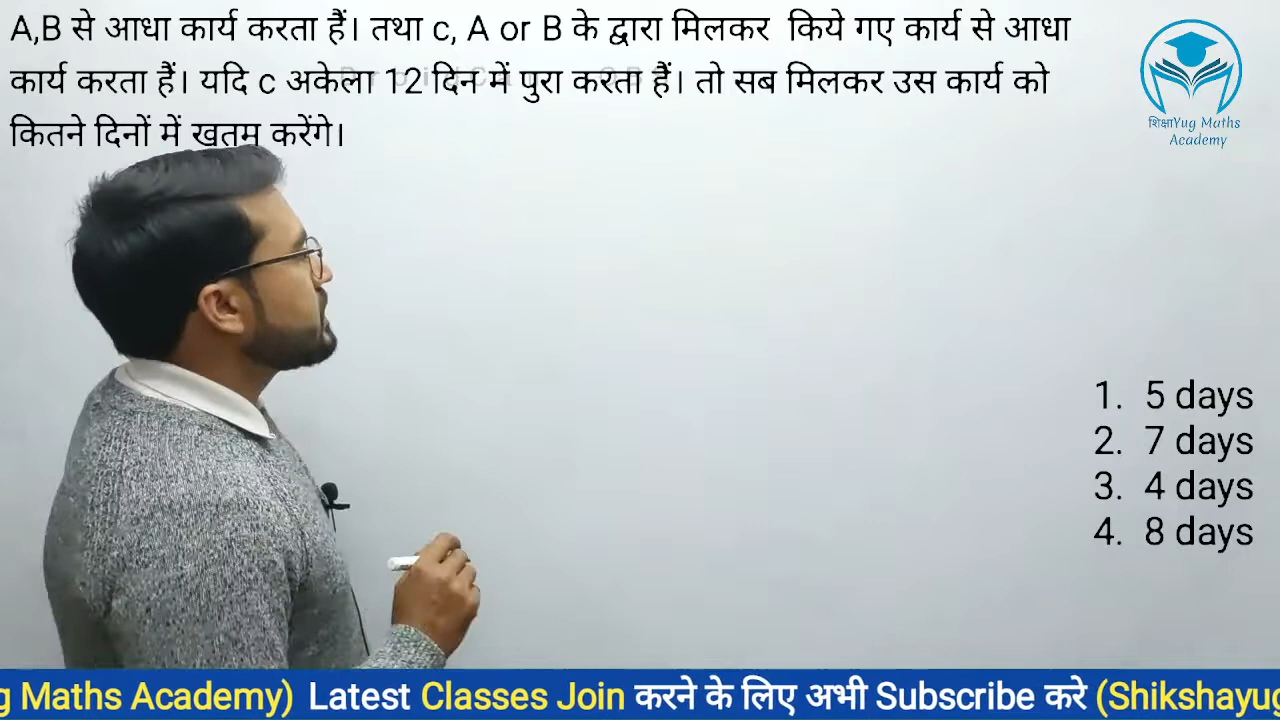 A,B से आधा कार्य करता हैं। तथा c, A or B के द्वारा मिलकर किये गए कार्य से आधा
कार्य करता हैं। यदि c अकेला 12 दिन में पुरा करता हैं। तो सब मिलकर उस कार्य को
कितने दिनों में खतम करेंगे।
शिक्षाYug Maths
Academy
1. 5 days
2. 7 days
3. 4 days
4. 8 days
g Maths Academy) Latest Classes Join करने के लिए अभी Subscribe करे (Shikshayug